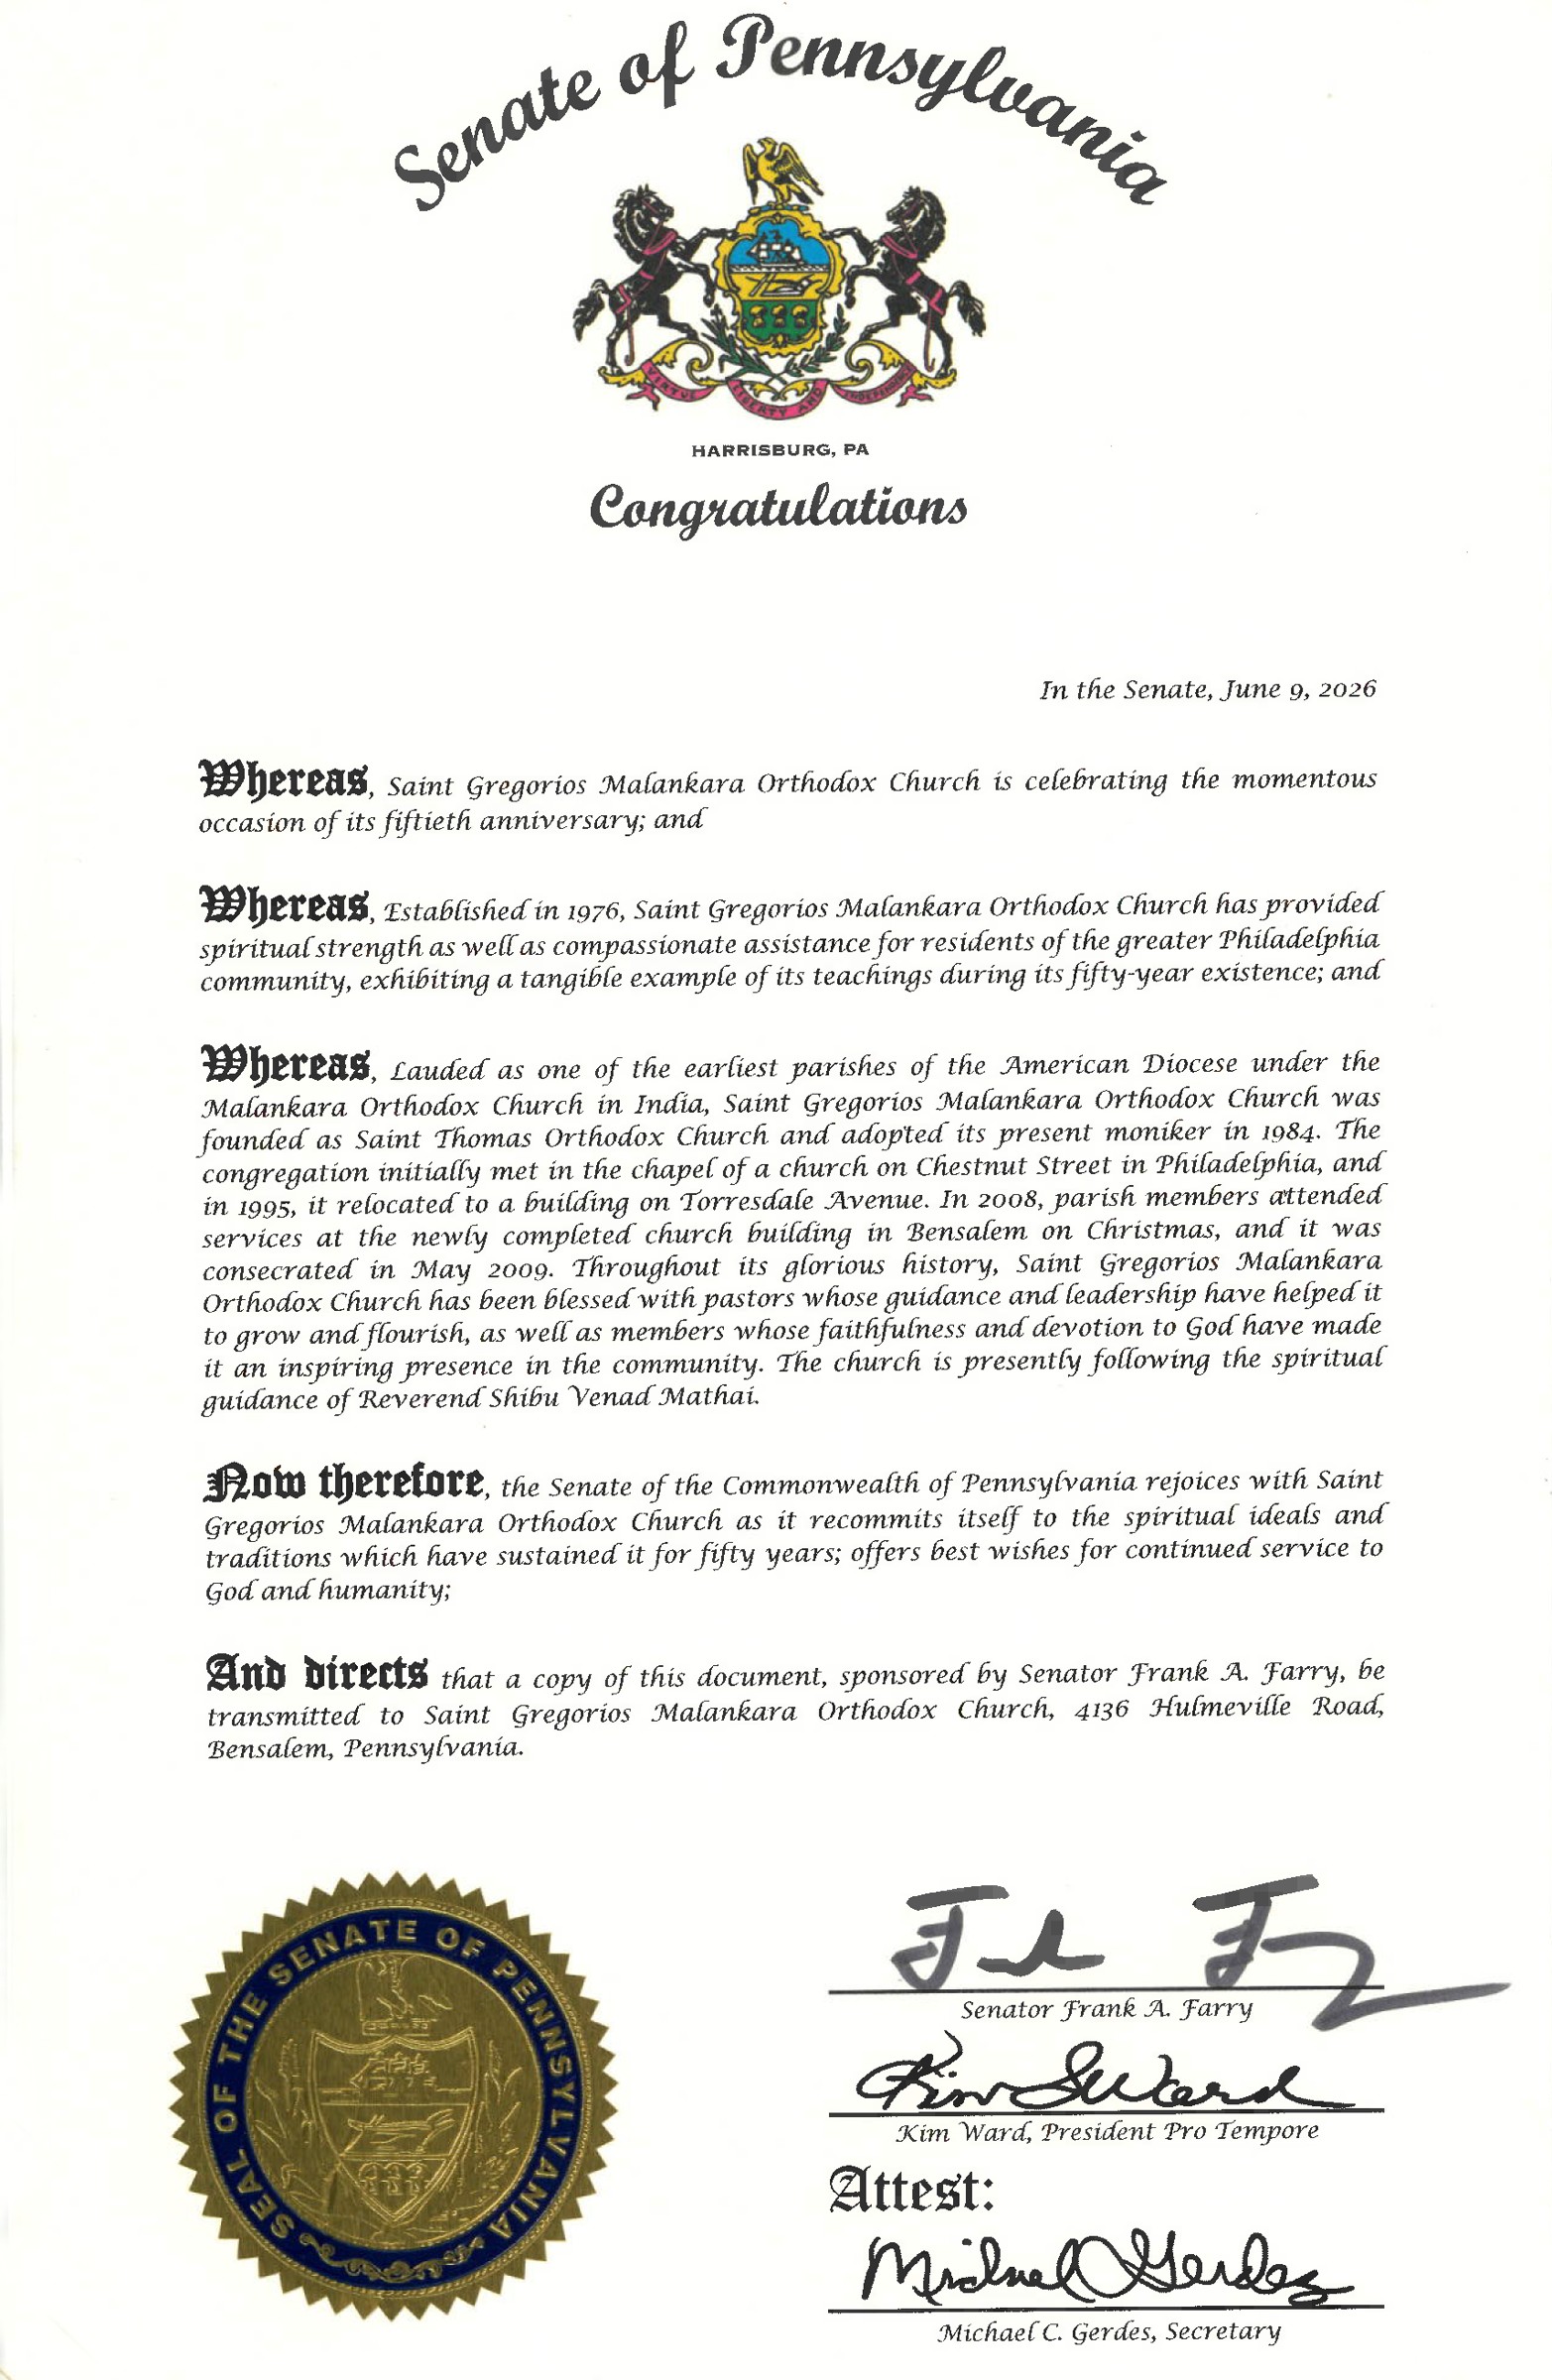 Senate of Pennsylvania
VIRTUE LIBERTY AND INDEPENDENCE
HARRISBURG, PA
Congratulations
In the Senate, June 9, 2026
Whereas, Saint Gregorios Malankara Orthodox Church is celebrating the momentous
occasion of its fiftieth anniversary; and
Whereas, Established in 1976, Saint Gregorios Malankara Orthodox Church has provided
spiritual strength as well as compassionate assistance for residents of the greater Philadelphia
community, exhibiting a tangible example of its teachings during its fifty-year existence; and
Whereas, Lauded as one of the earliest parishes of the American Diocese under the
Malankara Orthodox Church in India, Saint Gregorios Malankara Orthodox Church was
founded as Saint Thomas Orthodox Church and adopted its present moniker in 1984. The
congregation initially met in the chapel of a church on Chestnut Street in Philadelphia, and
in 1995, it relocated to a building on Torresdale Avenue. In 2008, parish members attended
services at the newly completed church building in Bensalem on Christmas, and it was
consecrated in May 2009. Throughout its glorious history, Saint Gregorios Malankara
Orthodox Church has been blessed with pastors whose guidance and leadership have helped it
to grow and flourish, as well as members whose faithfulness and devotion to God have made
it an inspiring presence in the community. The church is presently following the spiritual
guidance of Reverend Shibu Venad Mathai.
Now therefore, the Senate of the Commonwealth of Pennsylvania rejoices with Saint
Gregorios Malankara Orthodox Church as it recommits itself to the spiritual ideals and
traditions which have sustained it for fifty years; offers best wishes for continued service to
God and humanity;
And directs that a copy of this document, sponsored by Senator Frank A. Farry, be
transmitted to Saint Gregorios Malankara Orthodox Church, 4136 Hulmeville Road,
Bensalem, Pennsylvania.
SEAL OF THE SENATE OF PENNSYLVANIA
Senator Frank A. Farry
Kim Ward
Kim Ward, President Pro Tempore
Attest:
Michael Gerdes
Michael C. Gerdes, Secretary